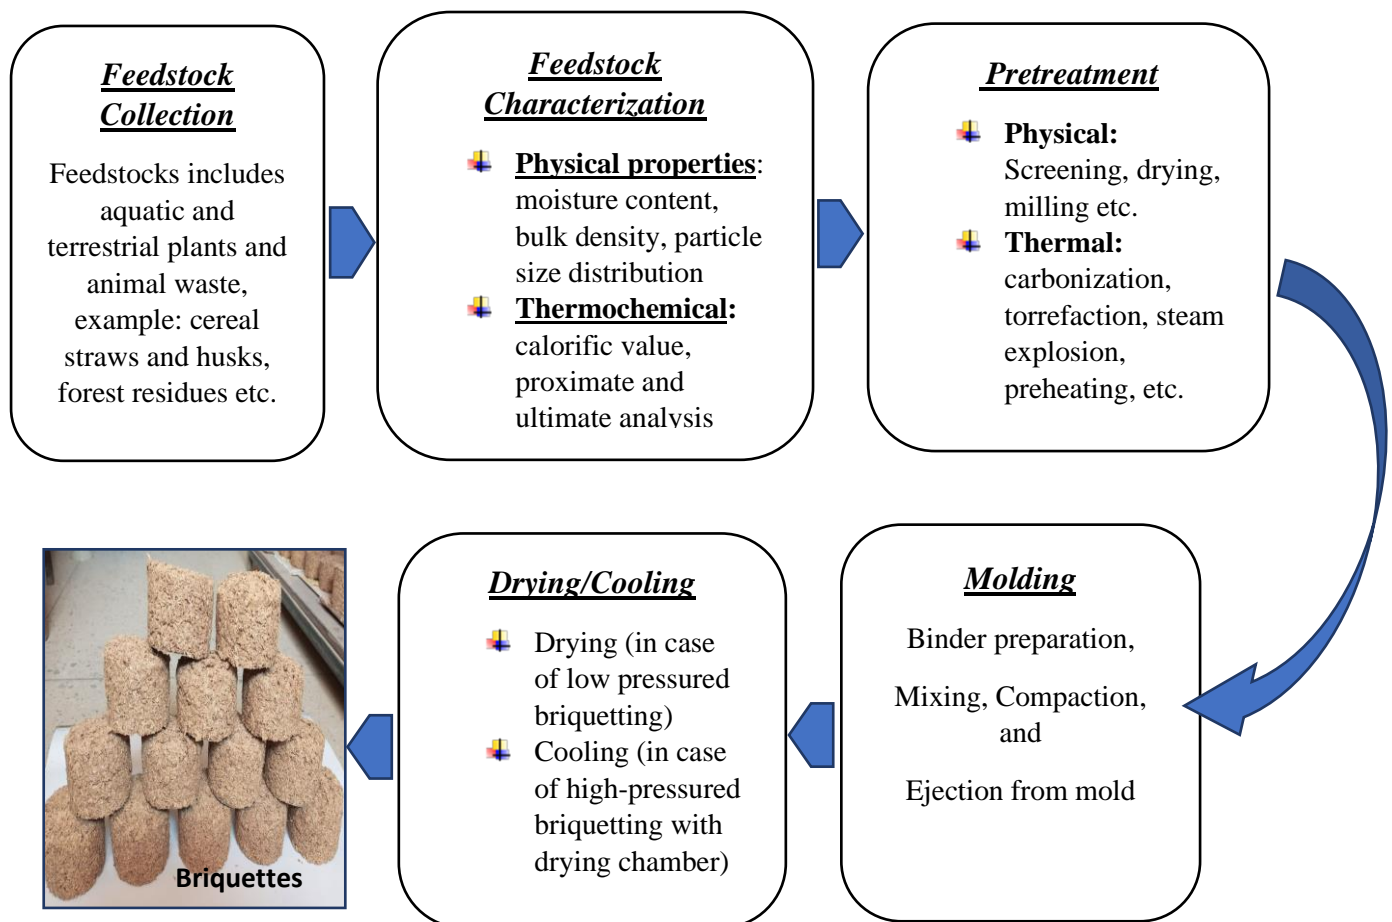 Feedstock
Collection
Feedstocks includes
aquatic and
terrestrial plants and
animal waste,
example: cereal
straws and husks,
forest residues etc.
Feedstock
Characterization
Physical properties:
moisture content,
bulk density, particle
size distribution
Thermochemical:
calorific value,
proximate and
ultimate analysis
Pretreatment
Physical:
Screening, drying,
milling etc.
Thermal:
carbonization,
torrefaction, steam
explosion,
preheating, etc.
Molding
Binder preparation,
Mixing, Compaction,
and
Ejection from mold
Drying/Cooling
Drying (in case
of low pressured
briquetting)
Cooling (in case
of high-pressured
briquetting with
drying chamber)
Briquettes